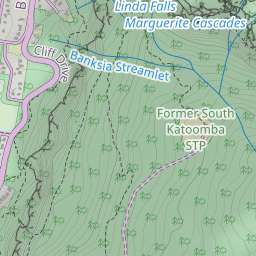 B
Linda Falls
Marguerite Cascades
Cliff Drive
Banksia Streamlet
Former South
Katoomba
STP